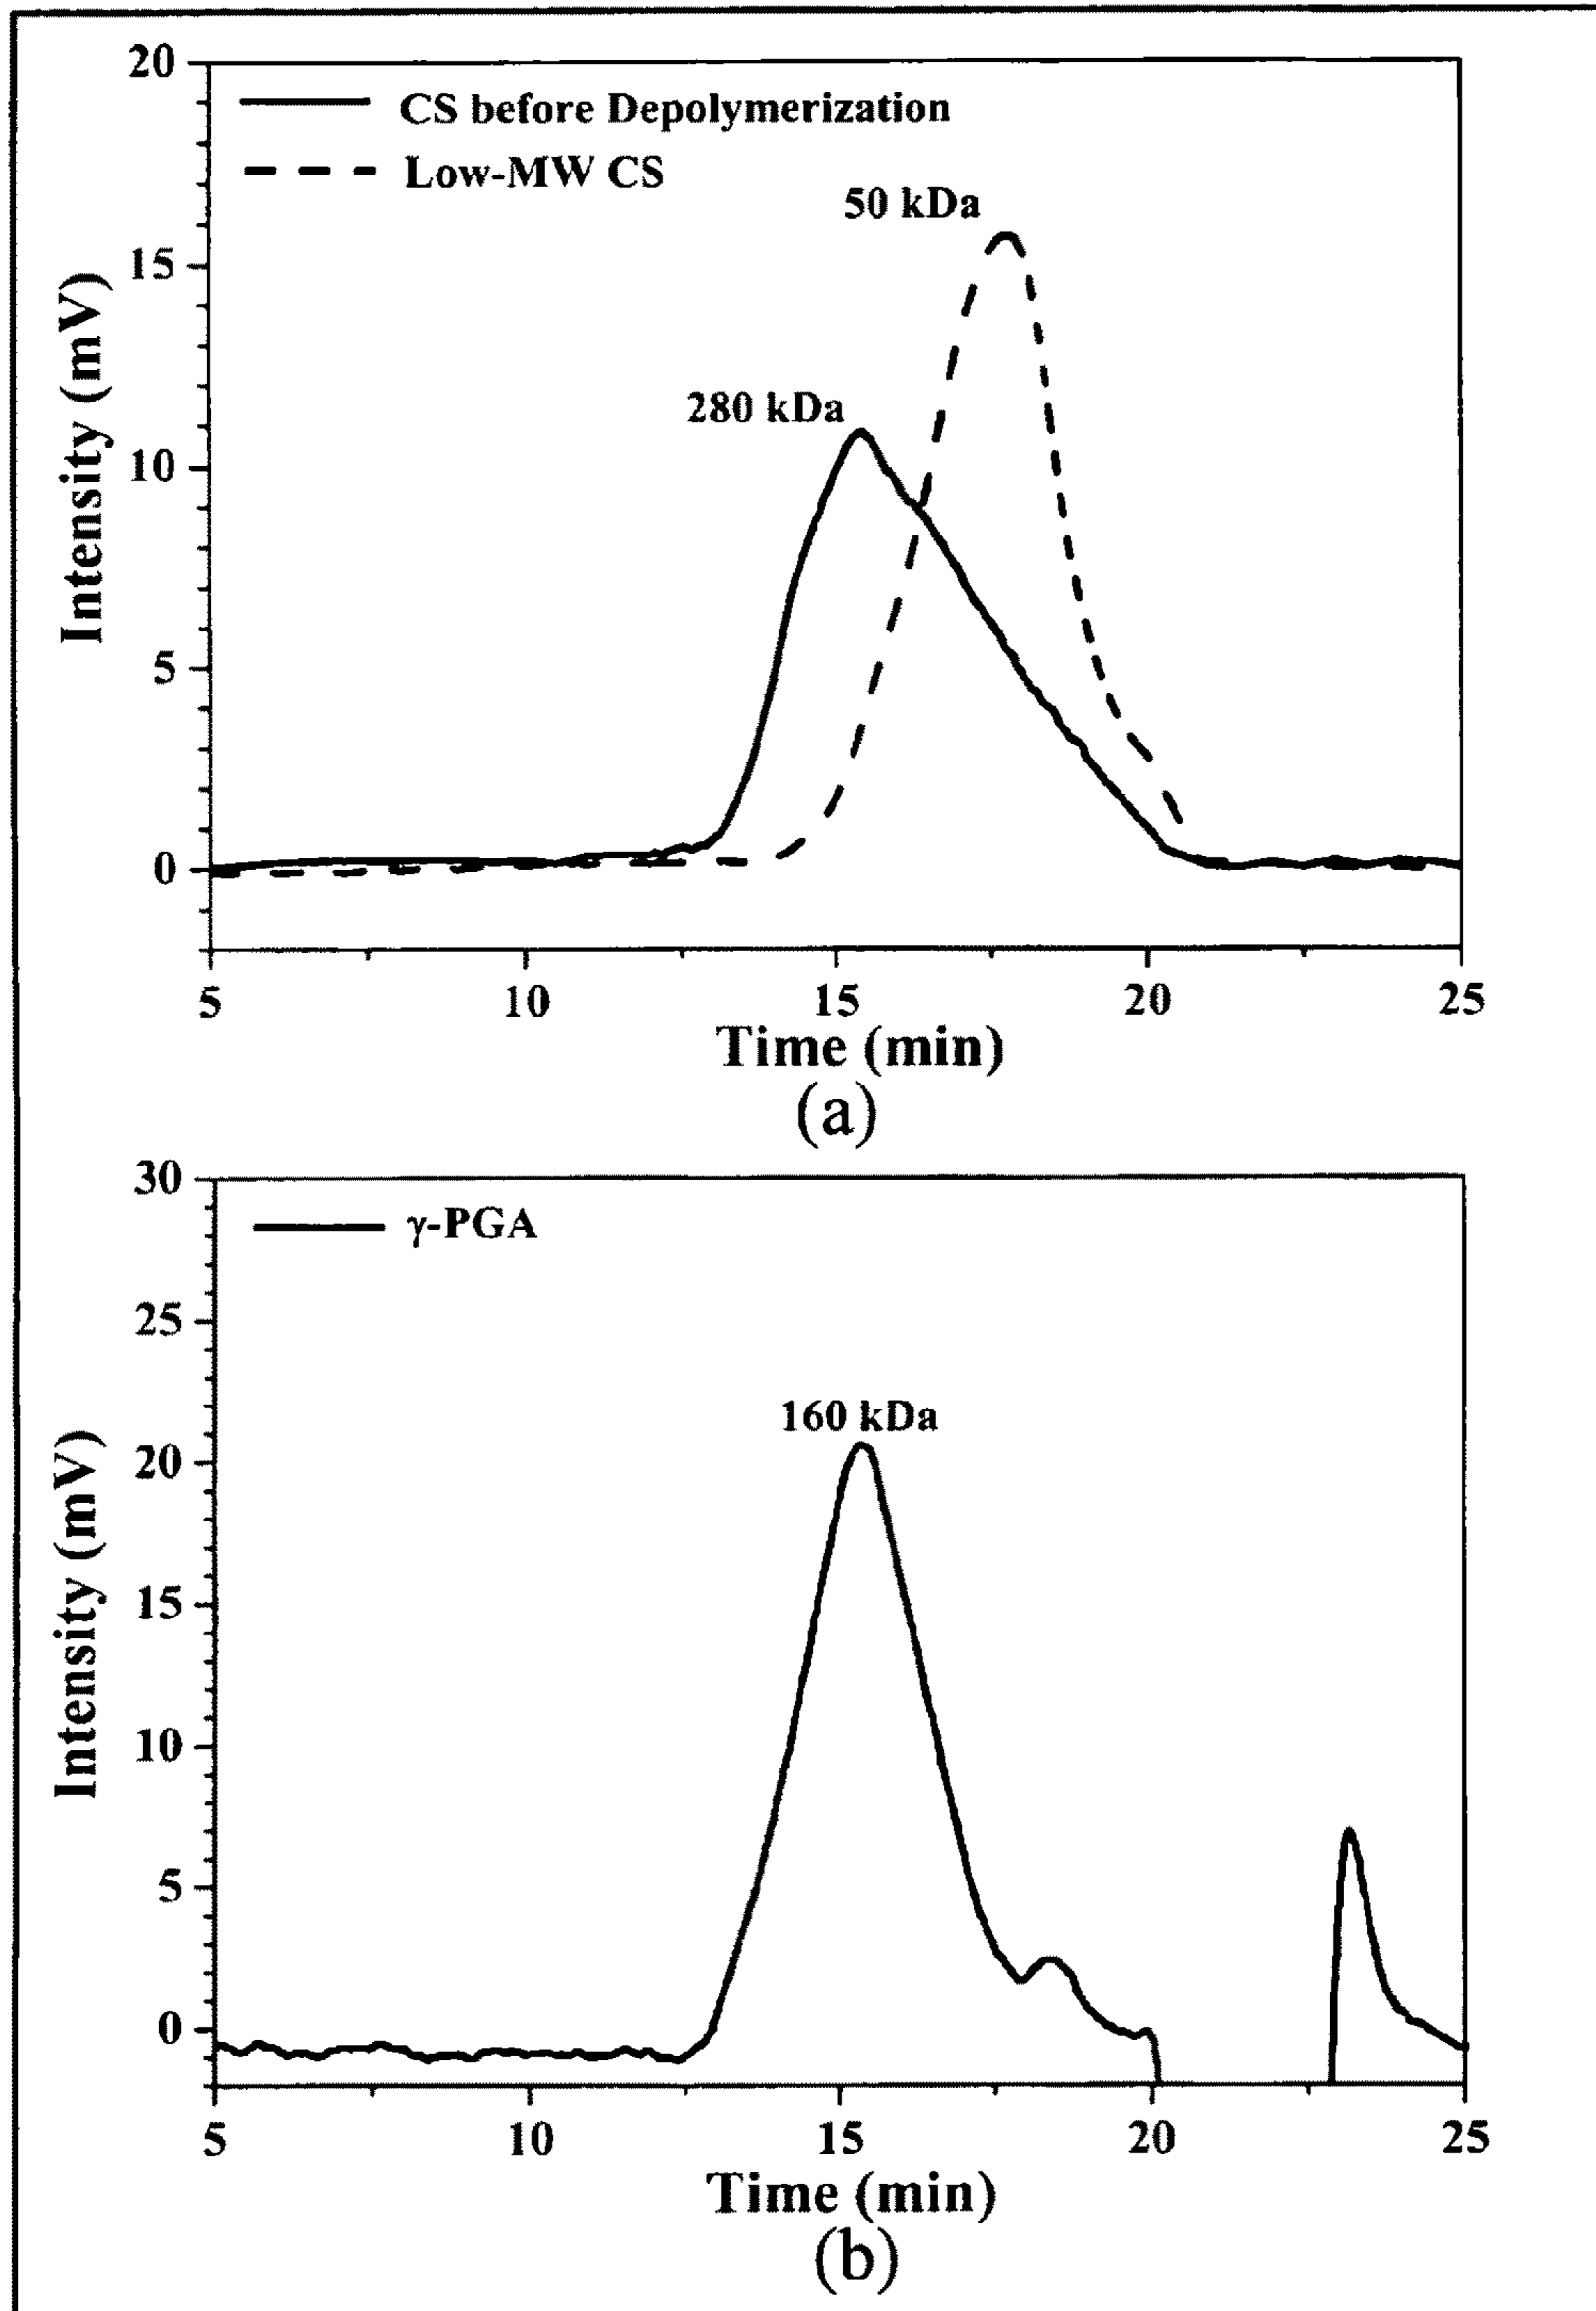 20
CS before Depolymerization
Low-MW CS
50 kDa
15
280 kDa
10
5
0
Intensity (mV)
5 10 15 20 25
Time (min)
(a)
30
γ-PGA
25
160 kDa
20
15
10
5
0
Intensity (mV)
5 10 15 20 25
Time (min)
(b)